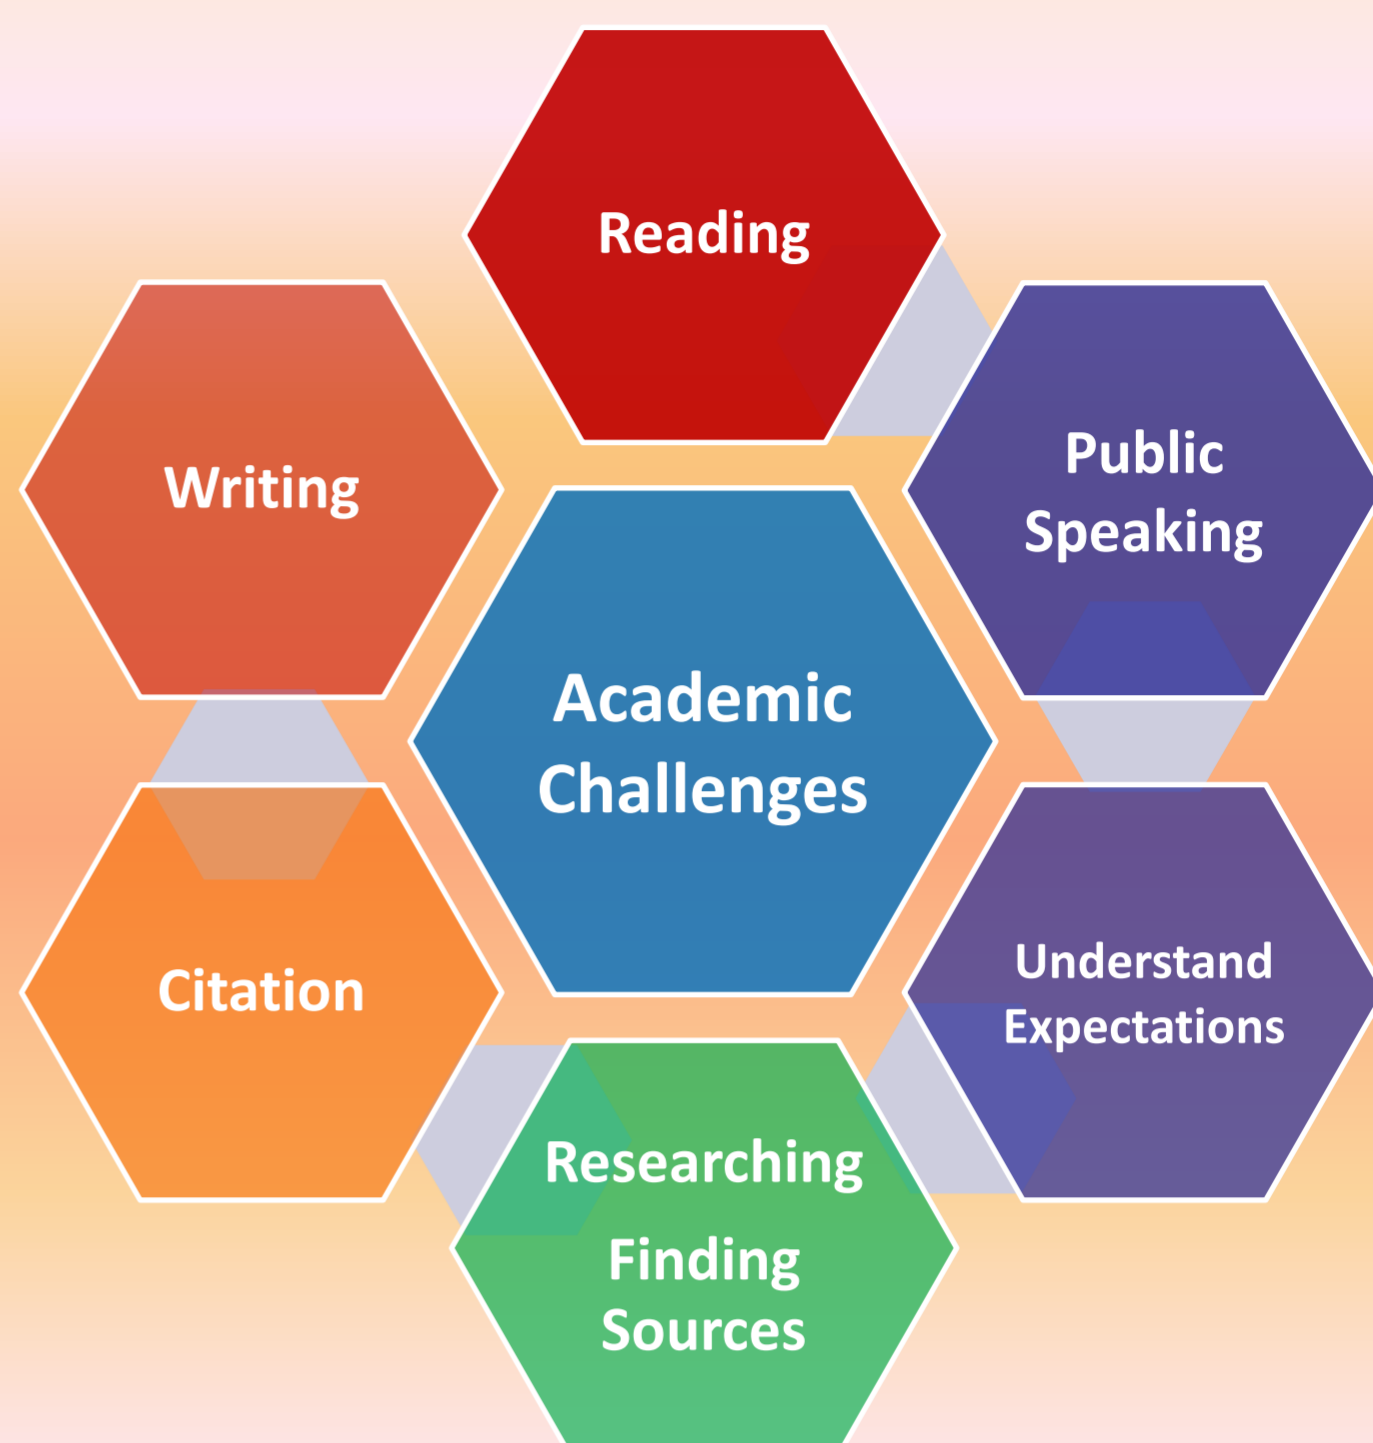 Reading
Writing
Public
Speaking
Academic
Challenges
Citation
Understand
Expectations
Researching
Finding
Sources